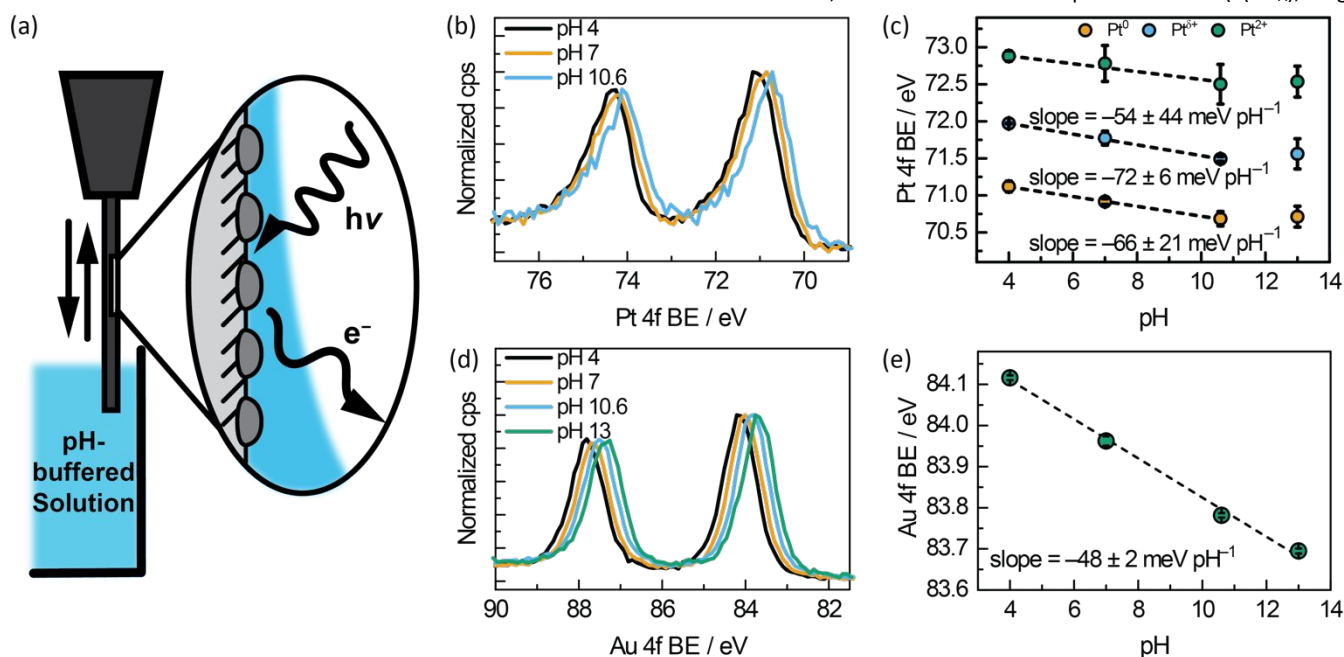 (a)
hν
e⁻
pH-
buffered
Solution
(b)
pH 4
pH 7
pH 10.6
Normalized cps
76
74
72
70
Pt 4f BE / eV
(c)
Pt⁰
Ptᵟ⁺
Pt²⁺
Pt 4f BE / eV
73.0
72.5
slope = –54 ± 44 meV pH⁻¹
72.0
71.5
slope = –72 ± 6 meV pH⁻¹
71.0
70.5
slope = –66 ± 21 meV pH⁻¹
4
6
8
10
12
14
pH
(d)
pH 4
pH 7
pH 10.6
pH 13
Normalized cps
90
88
86
84
82
Au 4f BE / eV
(e)
Au 4f BE / eV
84.1
84.0
83.9
83.8
83.7
83.6
slope = –48 ± 2 meV pH⁻¹
4
6
8
10
12
14
pH